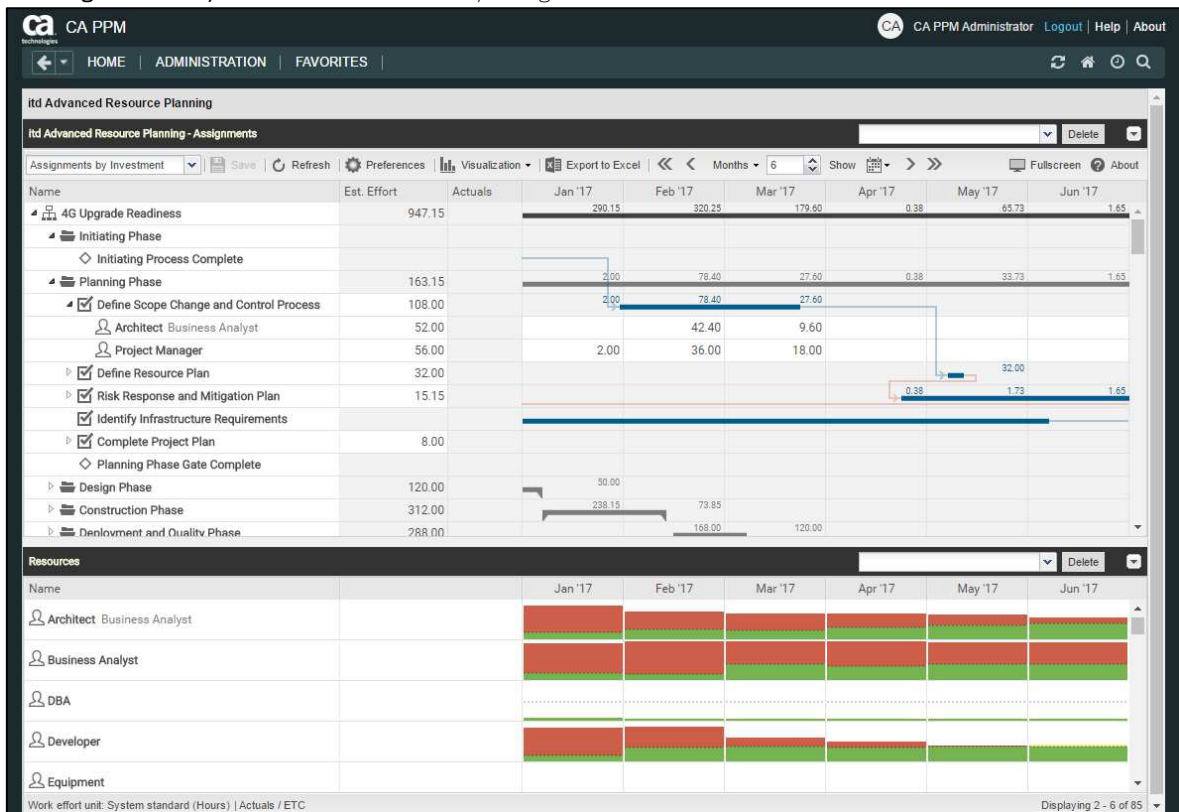 ca technologies CA PPM CA CA PPM Administrator Logout | Help | About
HOME | ADMINISTRATION | FAVORITES |
itd Advanced Resource Planning
itd Advanced Resource Planning - Assignments Delete
Assignments by Investment Save Refresh Preferences Visualization Export to Excel Months 6 Show Fullscreen About
Name Est. Effort Actuals Jan '17 Feb '17 Mar '17 Apr '17 May '17 Jun '17
4G Upgrade Readiness 947.15 290.15 320.25 179.60 0.38 65.73 1.65
Initiating Phase
Initiating Process Complete
Planning Phase 163.15 2.00 78.40 27.60 0.38 33.73 1.65
Define Scope Change and Control Process 108.00 2.00 78.40 27.60
Architect Business Analyst 52.00 42.40 9.60
Project Manager 56.00 2.00 36.00 18.00
Define Resource Plan 32.00 32.00
Risk Response and Mitigation Plan 15.15 0.38 1.73 1.65
Identify Infrastructure Requirements
Complete Project Plan 8.00
Planning Phase Gate Complete
Design Phase 120.00 50.00
Construction Phase 312.00 238.15 73.85
Deployment and Quality Phase 288.00 168.00 120.00
Resources Delete
Name Jan '17 Feb '17 Mar '17 Apr '17 May '17 Jun '17
Architect Business Analyst
Business Analyst
DBA
Developer
Equipment
Work effort unit: System standard (Hours) | Actuals / ETC Displaying 2 - 6 of 85